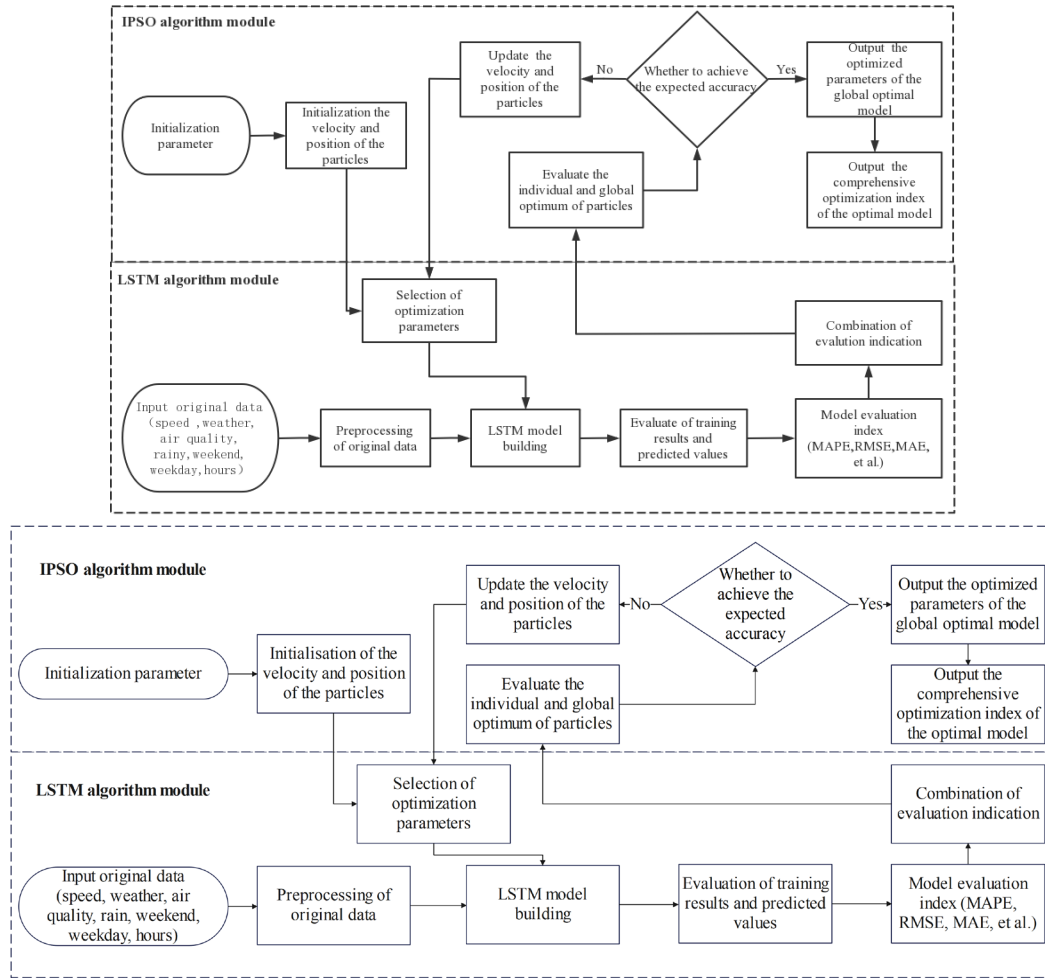 IPSO algorithm module
Update the
velocity and
position of the
particles
No
Whether to achieve
the expected accuracy
Yes
Output the
optimized
parameters of the
global optimal
model
Initialization
parameter
Initialization the
velocity and
position of the
particles
Evaluate the
individual and global
optimum of particles
Output the
comprehensive
optimization index
of the optimal model
LSTM algorithm module
Selection of
optimization
parameters
Combination of
evalution indication
Input original data
(speed ,weather,
air quality,
rainy,weekend,
weekday,hours)
Preprocessing
of original data
LSTM model
building
Evaluate of training
results and
predicted values
Model evaluation
index
(MAPE,RMSE,MAE,
et al.)
IPSO algorithm module
Update the velocity
and position of the
particles
No
Whether to
achieve the
expected
accuracy
Yes
Output the optimized
parameters of the
global optimal model
Initialization parameter
Initialisation of the
velocity and position
of the particles
Evaluate the
individual and global
optimum of particles
Output the
comprehensive
optimization index of
the optimal model
LSTM algorithm module
Selection of
optimization
parameters
Combination of
evaluation indication
Input original data
(speed, weather, air
quality, rain, weekend,
weekday, hours)
Preprocessing of
original data
LSTM model
building
Evaluation of training
results and predicted
values
Model evaluation
index (MAPE,
RMSE, MAE, et al.)